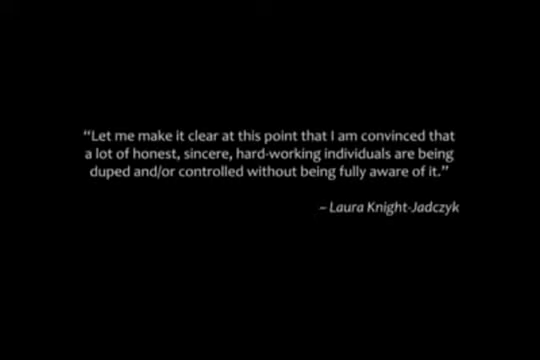 “Let me make it clear at this point that I am convinced that
a lot of honest, sincere, hard-working individuals are being
duped and/or controlled without being fully aware of it.”
~ Laura Knight-Jadczyk